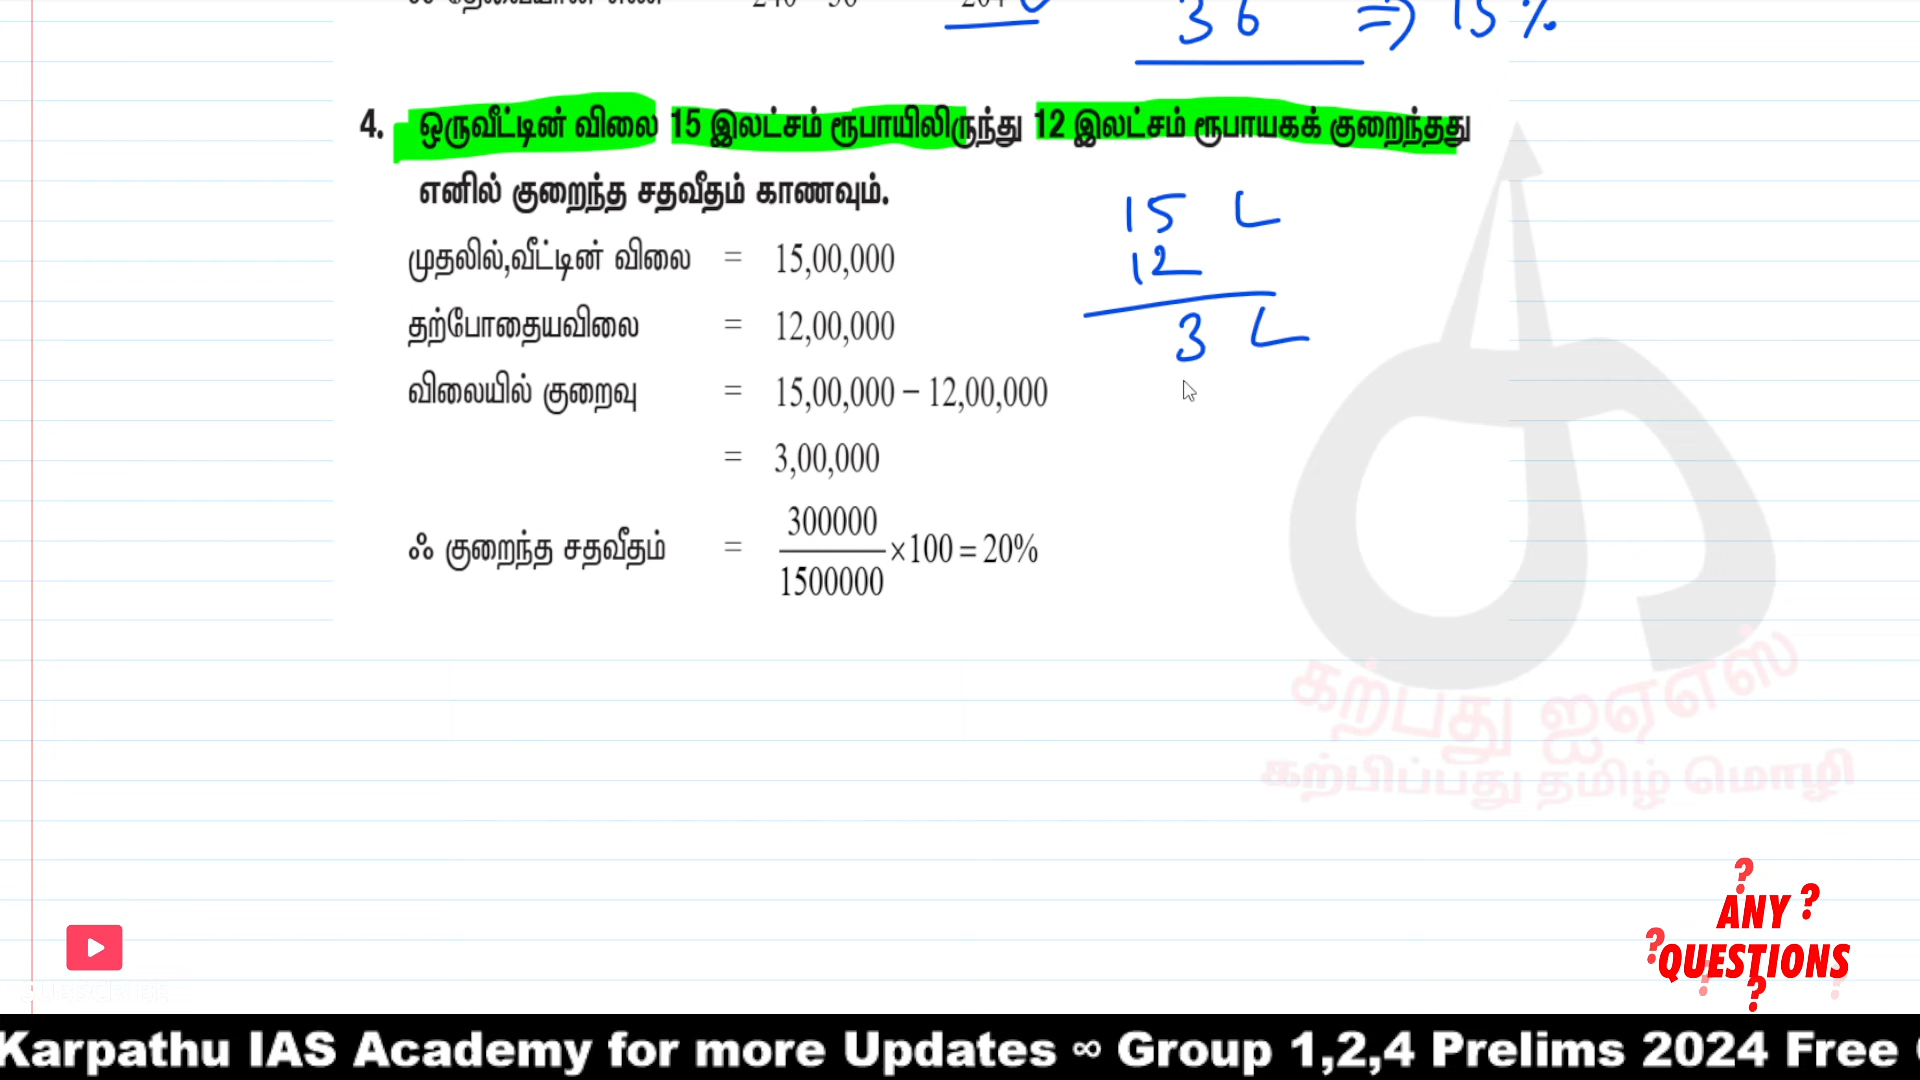 36 => 15%
4. ஒருவீட்டின் விலை 15 இலட்சம் ரூபாயிலிருந்து 12 இலட்சம் ரூபாயகக் குறைந்தது
எனில் குறைந்த சதவீதம் காணவும்.
முதலில்,வீட்டின் விலை = 15,00,000
தற்போதையவிலை = 12,00,000
விலையில் குறைவு = 15,00,000 – 12,00,000
= 3,00,000
ஃ குறைந்த சதவீதம் = 300000/1500000 ×100 = 20%
15 L
12
3 L
கற்பது ஐஏஎஸ்
கற்பிப்பது தமிழ் மொழி
? ANY ?
? QUESTIONS
?
SUBSCRIBE
Karpathu IAS Academy for more Updates ∞ Group 1,2,4 Prelims 2024 Free